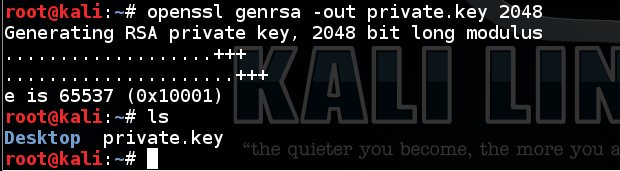 root@kali:~# openssl genrsa -out private.key 2048
Generating RSA private key, 2048 bit long modulus
...................+++
.....................+++
e is 65537 (0x10001)
root@kali:~# ls
Desktop  private.key
root@kali:~#
KALI LIN
"the quieter you become, the more you a